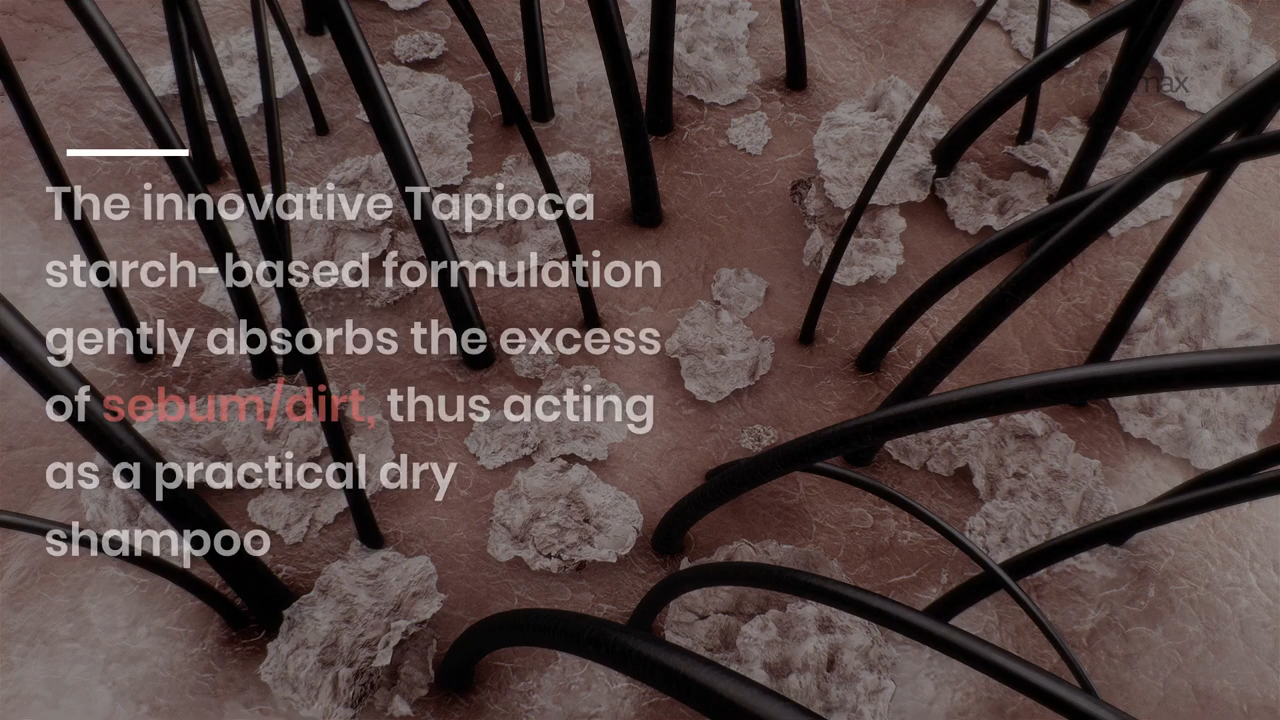 The innovative Tapioca
starch-based formulation
gently absorbs the excess
of sebum/dirt, thus acting
as a practical dry
shampoo